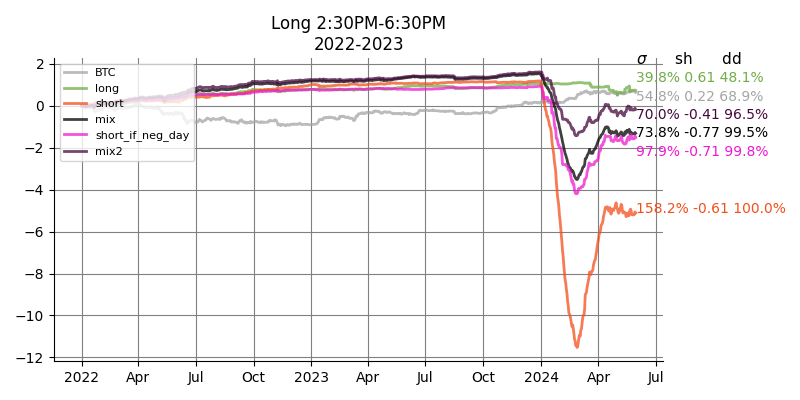 Long 2:30PM-6:30PM
2022-2023
σ sh dd
39.8% 0.61 48.1%
54.8% 0.22 68.9%
70.0% -0.41 96.5%
73.8% -0.77 99.5%
97.9% -0.71 99.8%
158.2% -0.61 100.0%
BTC
long
short
mix
short_if_neg_day
mix2
2
0
−2
−4
−6
−8
−10
−12
2022 Apr Jul Oct 2023 Apr Jul Oct 2024 Apr Jul